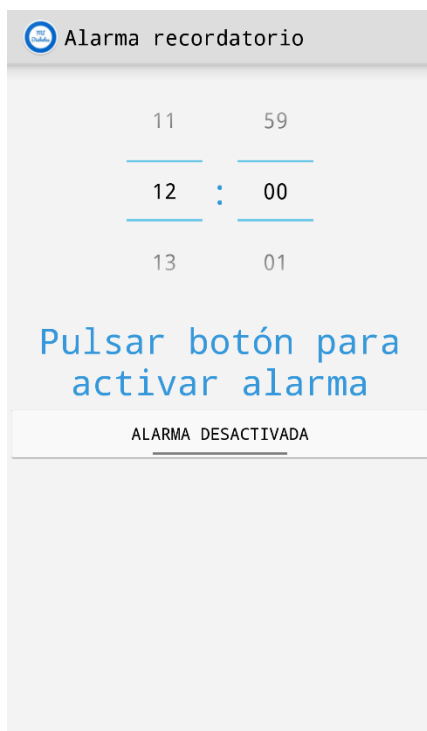 Alarma recordatorio
11 59
12 : 00
13 01
Pulsar botón para
activar alarma
ALARMA DESACTIVADA